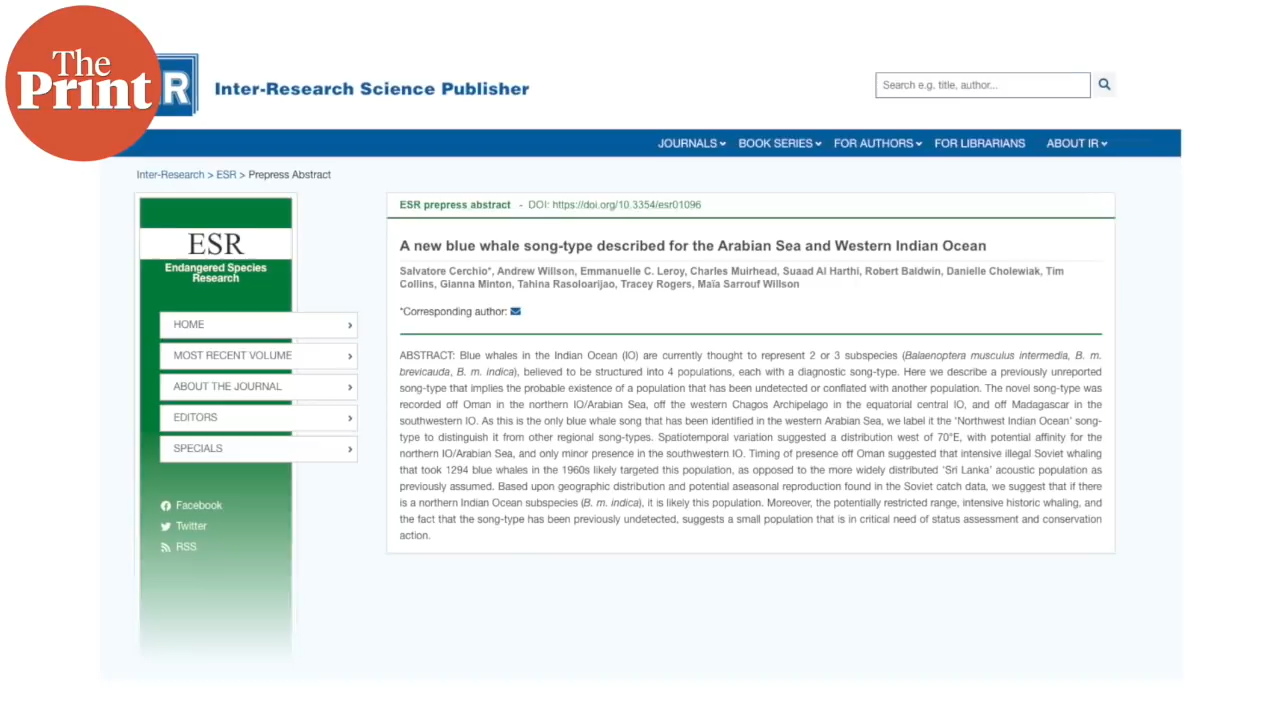 The
Print
R
Inter-Research Science Publisher
Search e.g. title, author...
JOURNALS BOOK SERIES FOR AUTHORS FOR LIBRARIANS ABOUT IR
Inter-Research > ESR > Prepress Abstract
ESR
Endangered Species
Research
HOME
MOST RECENT VOLUME
ABOUT THE JOURNAL
EDITORS
SPECIALS
Facebook
Twitter
RSS
ESR prepress abstract - DOI: https://doi.org/10.3354/esr01096
A new blue whale song-type described for the Arabian Sea and Western Indian Ocean
Salvatore Cerchio*, Andrew Willson, Emmanuelle C. Leroy, Charles Muirhead, Suaad Al Harthi, Robert Baldwin, Danielle Cholewiak, Tim
Collins, Gianna Minton, Tahina Rasoloarijao, Tracey Rogers, Maïa Sarrouf Willson
*Corresponding author:
ABSTRACT: Blue whales in the Indian Ocean (IO) are currently thought to represent 2 or 3 subspecies (Balaenoptera musculus intermedia, B. m.
brevicauda, B. m. indica), believed to be structured into 4 populations, each with a diagnostic song-type. Here we describe a previously unreported
song-type that implies the probable existence of a population that has been undetected or conflated with another population. The novel song-type was
recorded off Oman in the northern IO/Arabian Sea, off the western Chagos Archipelago in the equatorial central IO, and off Madagascar in the
southwestern IO. As this is the only blue whale song that has been identified in the western Arabian Sea, we label it the 'Northwest Indian Ocean' song-
type to distinguish it from other regional song-types. Spatiotemporal variation suggested a distribution west of 70°E, with potential affinity for the
northern IO/Arabian Sea, and only minor presence in the southwestern IO. Timing of presence off Oman suggested that intensive illegal Soviet whaling
that took 1294 blue whales in the 1960s likely targeted this population, as opposed to the more widely distributed 'Sri Lanka' acoustic population as
previously assumed. Based upon geographic distribution and potential aseasonal reproduction found in the Soviet catch data, we suggest that if there
is a northern Indian Ocean subspecies (B. m. indica), it is likely this population. Moreover, the potentially restricted range, intensive historic whaling, and
the fact that the song-type has been previously undetected, suggests a small population that is in critical need of status assessment and conservation
action.